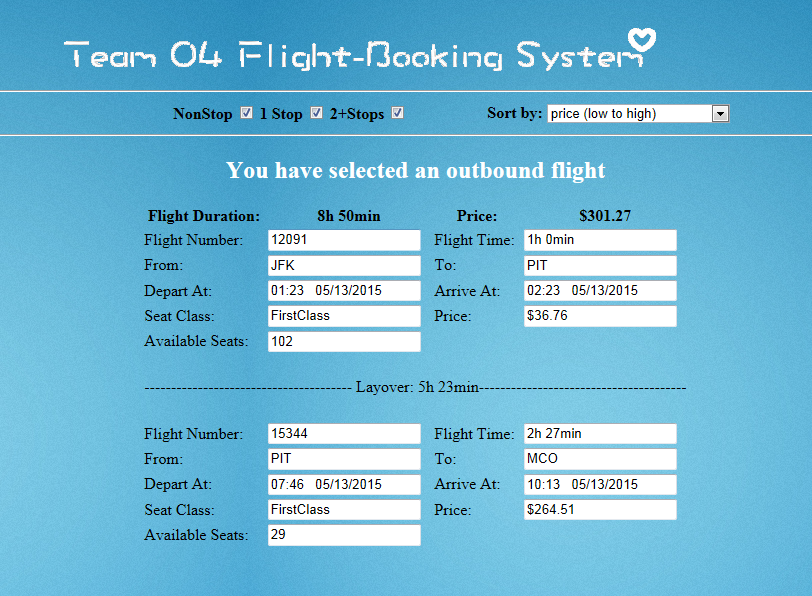 Team 04 Flight-Booking System
NonStop 1 Stop 2+Stops Sort by: price (low to high)
You have selected an outbound flight
Flight Duration: 8h 50min Price: $301.27
Flight Number: 12091 Flight Time: 1h 0min
From: JFK To: PIT
Depart At: 01:23 05/13/2015 Arrive At: 02:23 05/13/2015
Seat Class: FirstClass Price: $36.76
Available Seats: 102
--------------------------------------- Layover: 5h 23min---------------------------------------
Flight Number: 15344 Flight Time: 2h 27min
From: PIT To: MCO
Depart At: 07:46 05/13/2015 Arrive At: 10:13 05/13/2015
Seat Class: FirstClass Price: $264.51
Available Seats: 29